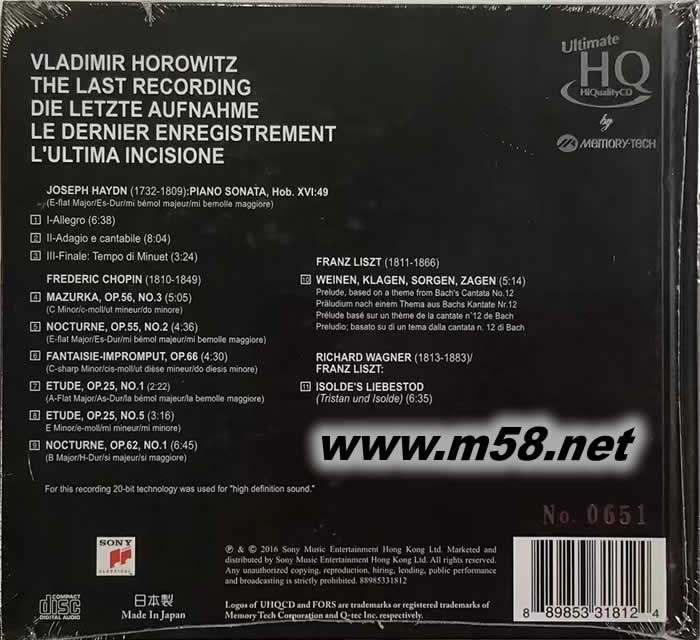 VLADIMIR HOROWITZ
THE LAST RECORDING
DIE LETZTE AUFNAHME
LE DERNIER ENREGISTREMENT
L'ULTIMA INCISIONE
Ultimate
HQ
HiQualityCD
by
MEMORY-TECH
JOSEPH HAYDN (1732-1809):PIANO SONATA, Hob. XVI:49
(E-flat Major/Es-Dur/mi bémol majeur/mi bemolle maggiore)
1 I-Allegro (6:38)
2 II-Adagio e cantabile (8:04)
3 III-Finale: Tempo di Minuet (3:24)
FREDERIC CHOPIN (1810-1849)
4 MAZURKA, OP.56, NO.3 (5:05)
(C Minor/c-moll/ut mineur/do minore)
5 NOCTURNE, OP.55, NO.2 (4:36)
(E-flat Major/Es-Dur/mi bémol majeur/mi bemolle maggiore)
6 FANTAISIE-IMPROMPUT, OP.66 (4:30)
(C-sharp Minor/cis-moll/ut dièse mineur/do diesis minore)
7 ETUDE, OP.25, NO.1 (2:22)
(A-Flat Major/As-Dur/la bémol majeur/la bemolle maggiore)
8 ETUDE, OP.25, NO.5 (3:16)
E Minor/e-moll/mi mineur/mi minore)
9 NOCTURNE, OP.62, NO.1 (6:45)
(B Major/H-Dur/si majeur/si maggiore)
FRANZ LISZT (1811-1866)
10 WEINEN, KLAGEN, SORGEN, ZAGEN (5:14)
Prelude, based on a theme from Bach's Cantata No.12
Präludium nach einem Thema aus Bachs Kantate Nr.12
Prélude basé sur un thème de la cantate n°12 de Bach
Preludio; basato su di un tema dalla cantata n. 12 di Bach
RICHARD WAGNER (1813-1883)/
FRANZ LISZT:
11 ISOLDE'S LIEBESTOD
(Tristan und Isolde) (6:35)
www.m58.net
For this recording 20-bit technology was used for "high definition sound."
No. 0651
SONY
CLASSICAL
℗ & © 2016 Sony Music Entertainment Hong Kong Ltd. Marketed and
distributed by Sony Music Entertainment Hong Kong Ltd.
Any unauthorized copying, reproduction, hiring, lending, public performance
and broadcasting is strictly prohibited. 88985331812
COMPACT
disc
DIGITAL AUDIO
日本製
Made In Japan
Logos of UHQCD and FORS are trademarks or registered trademarks of
Memory Tech Corporation and Q-tec Inc. respectively.
8 89853 31812 4